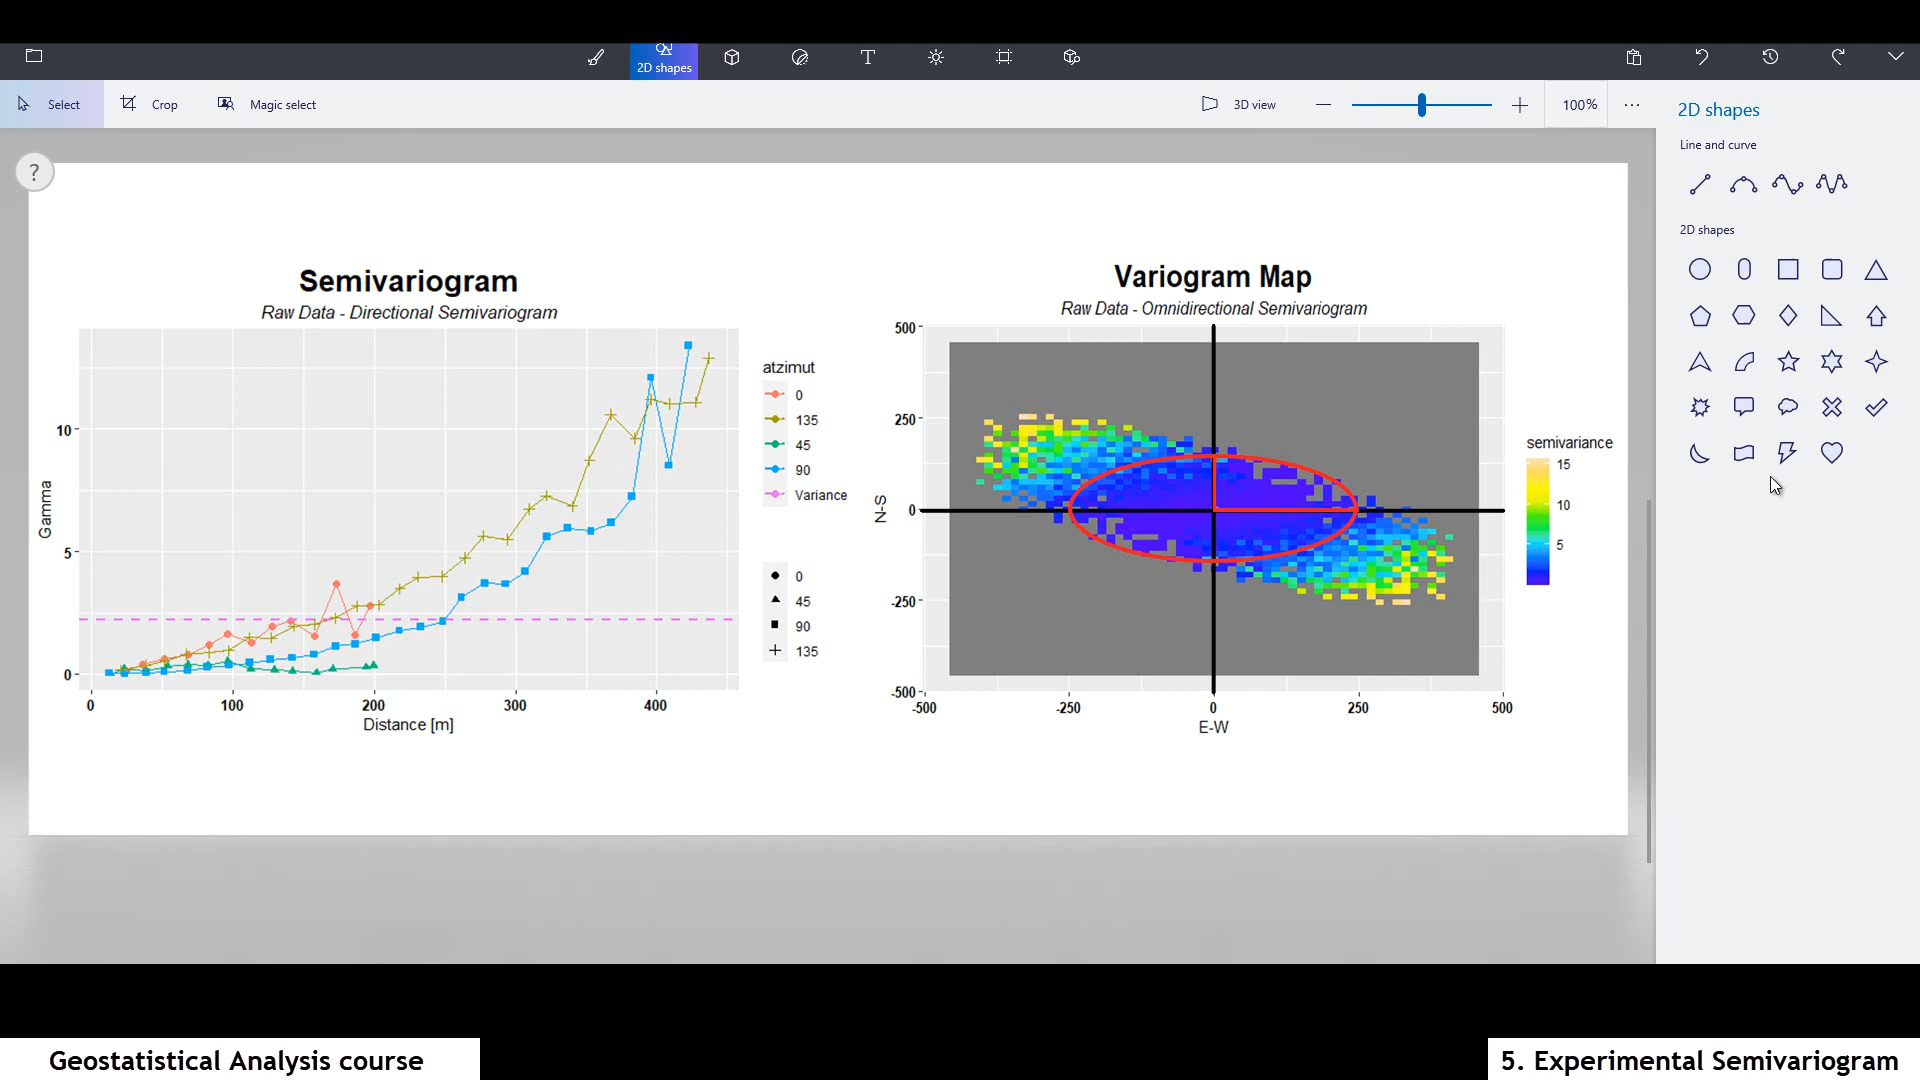 2D shapes
Select
Crop
Magic select
3D view
100%
2D shapes
Line and curve
2D shapes
?
Semivariogram
Raw Data - Directional Semivariogram
Gamma
10
5
0
0 100 200 300 400
Distance [m]
atzimut
0
135
45
90
Variance
0
45
90
135
Variogram Map
Raw Data - Omnidirectional Semivariogram
N-S
500
250
0
-250
-500
-500 -250 0 250 500
E-W
semivariance
15
10
5
Geostatistical Analysis course
5. Experimental Semivariogram